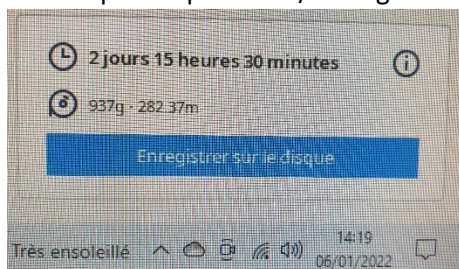 2 jours 15 heures 30 minutes
937g · 282.37m
Enregistrer sur le disque
14:19
Très ensoleillé
06/01/2022